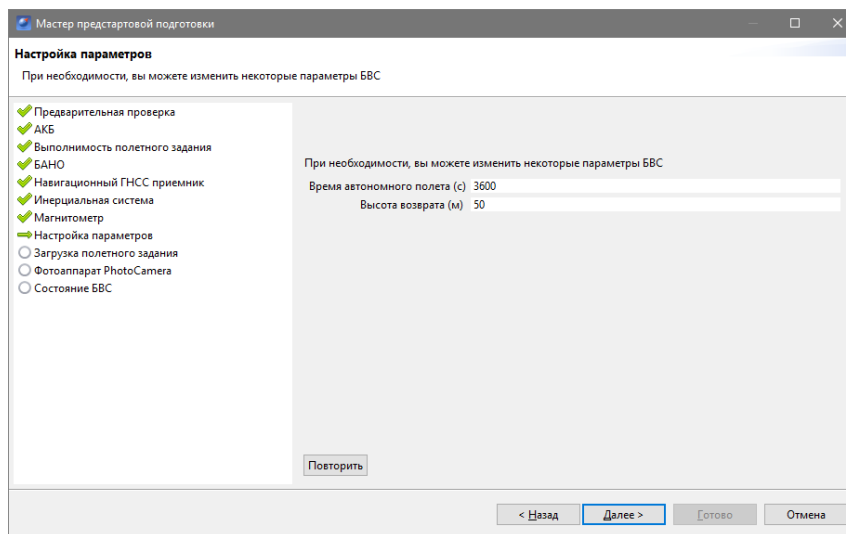 Мастер предстартовой подготовки
Настройка параметров
При необходимости, вы можете изменить некоторые параметры БВС
Предварительная проверка
АКБ
Выполнимость полетного задания
БАНО
Навигационный ГНСС приемник
Инерциальная система
Магнитометр
Настройка параметров
Загрузка полетного задания
Фотоаппарат PhotoCamera
Состояние БВС
При необходимости, вы можете изменить некоторые параметры БВС
Время автономного полета (с) 3600
Высота возврата (м) 50
Повторить
< Назад Далее > Готово Отмена